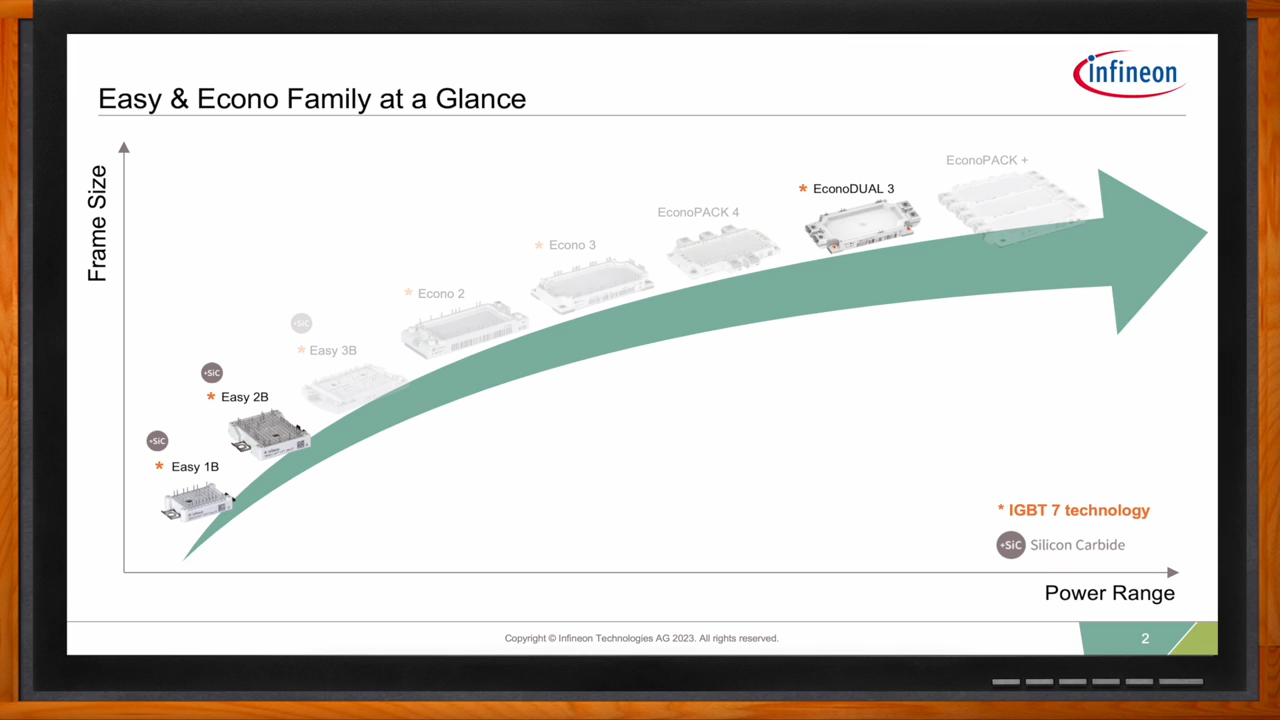 infineon
Easy & Econo Family at a Glance
Frame Size
EconoPACK +
* EconoDUAL 3
EconoPACK 4
* Econo 3
* Econo 2
+SiC
* Easy 3B
+SiC
* Easy 2B
+SiC
* Easy 1B
* IGBT 7 technology
+SiC Silicon Carbide
Power Range
Copyright © Infineon Technologies AG 2023. All rights reserved.
2